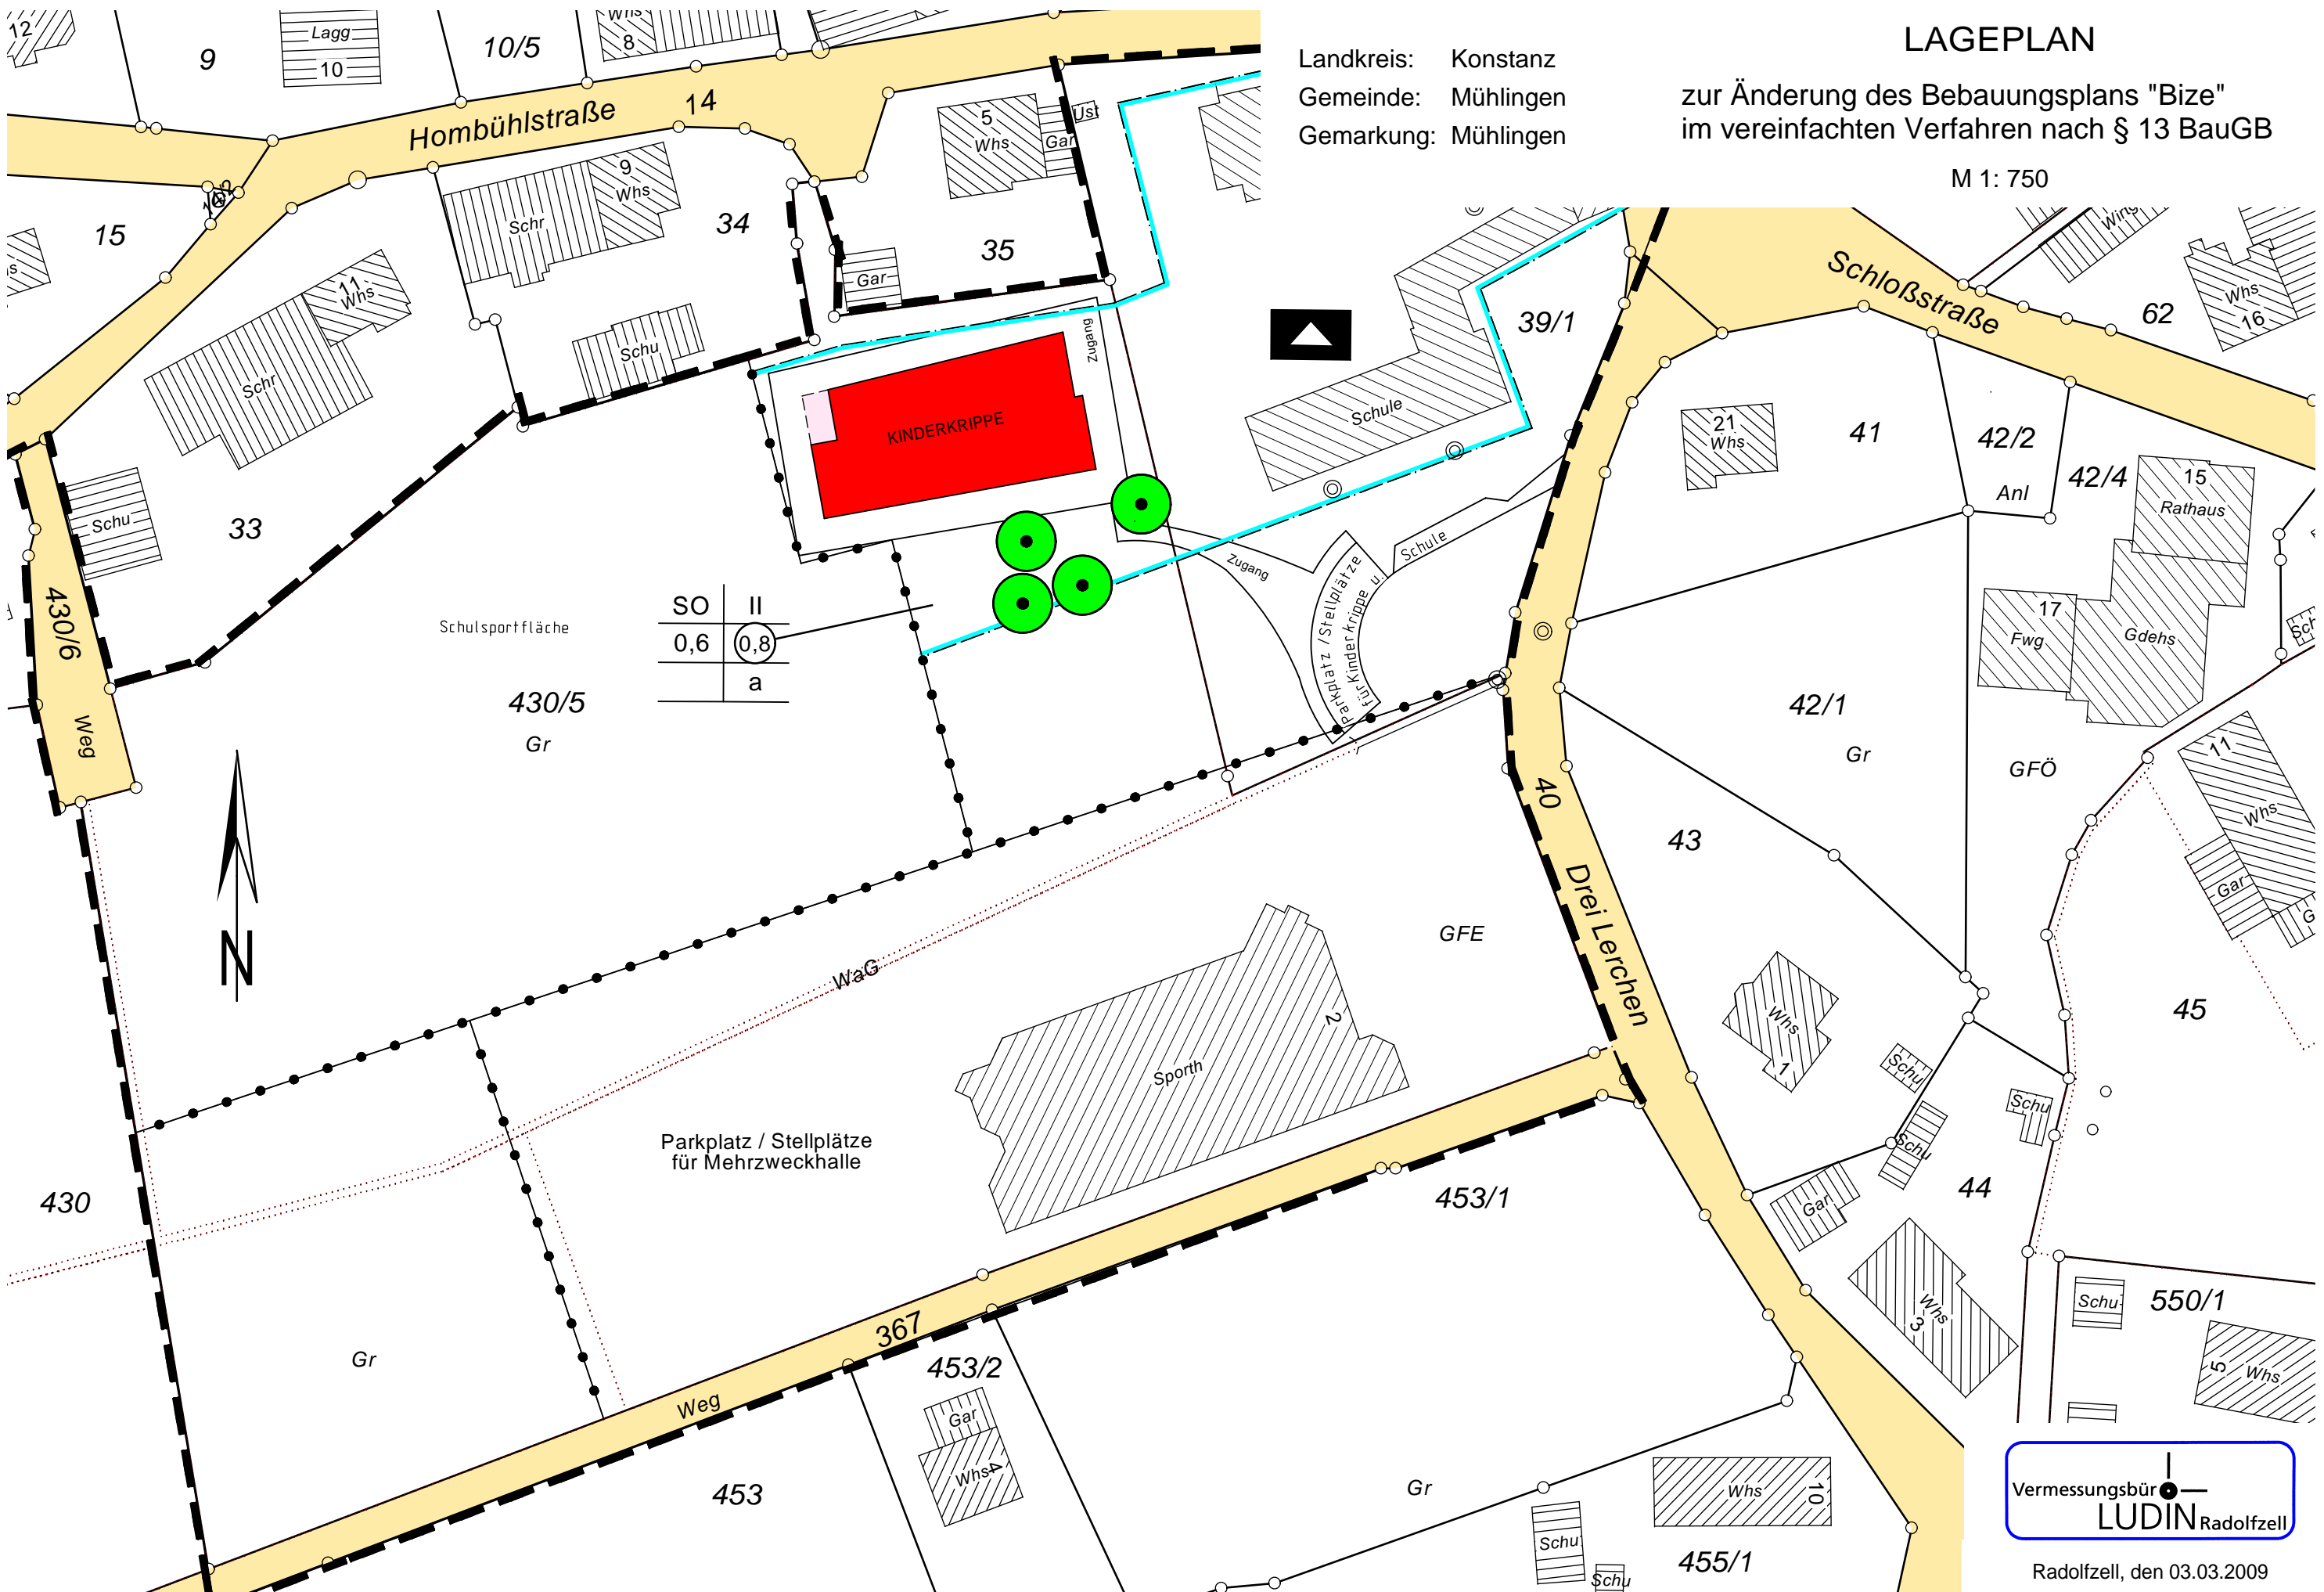 LAGEPLAN
zur Änderung des Bebauungsplans "Bize"
im vereinfachten Verfahren nach § 13 BauGB
M 1: 750
Landkreis: Konstanz
Gemeinde: Mühlingen
Gemarkung: Mühlingen
12
9
Lagg
10
10/5
Whs
8
Hombühlstraße
14
5
Whs
Gar
Ust
9
Whs
Schr
34
35
Gar
15
11
Whs
Schr
Schu
Zugang
KINDERKRIPPE
Schule
39/1
Schloßstraße
62
Whs
16
21
Whs
41
42/2
Anl
42/4
15
Rathaus
33
Schu
430/6
Weg
Schulsportfläche
SO II
0,6 0,8
a
430/5
Gr
Zugang
Parkplatz / Stellplätze
für Kinderkrippe u.
Schule
17
Fwg
Gdehs
42/1
Gr
GFÖ
11
Whs
Gar
40
Drei Lerchen
43
N
WaG
GFE
2
Sporth
Whs
1
Schu
Schu
Schu
45
Parkplatz / Stellplätze
für Mehrzweckhalle
430
453/1
Gar
44
Whs
3
Schu
550/1
5
Whs
Gr
367
Weg
453/2
Gar
Whs
4
453
Gr
Whs
10
Schu
Schu
455/1
Vermessungsbür
LUDIN Radolfzell
Radolfzell, den 03.03.2009